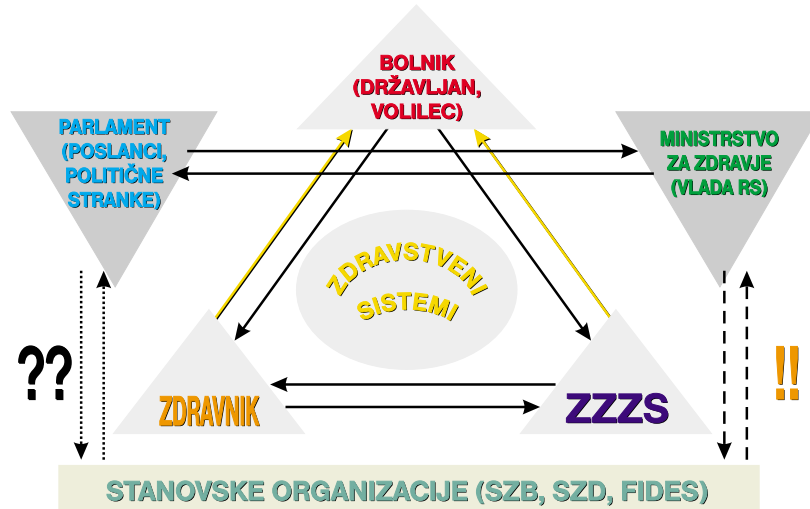 BOLNIK
(DRŽAVLJAN,
VOLILEC)
PARLAMENT
(POSLANCI,
POLITIČNE
STRANKE)
MINISTRSTVO
ZA ZDRAVJE
(VLADA RS)
ZDRAVSTVENI
SISTEMI
??
!!
ZDRAVNIK
ZZZS
STANOVSKE ORGANIZACIJE (SZB, SZD, FIDES)